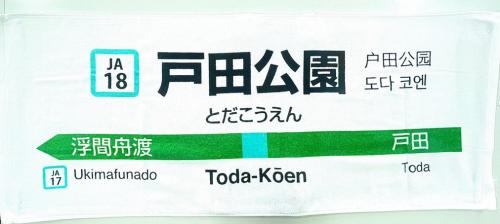 JA
18
戸田公園
户田公园
도다 코엔
とだこうえん
浮間舟渡
戸田
JA
17
Ukimafunado
Toda-Kōen
Toda